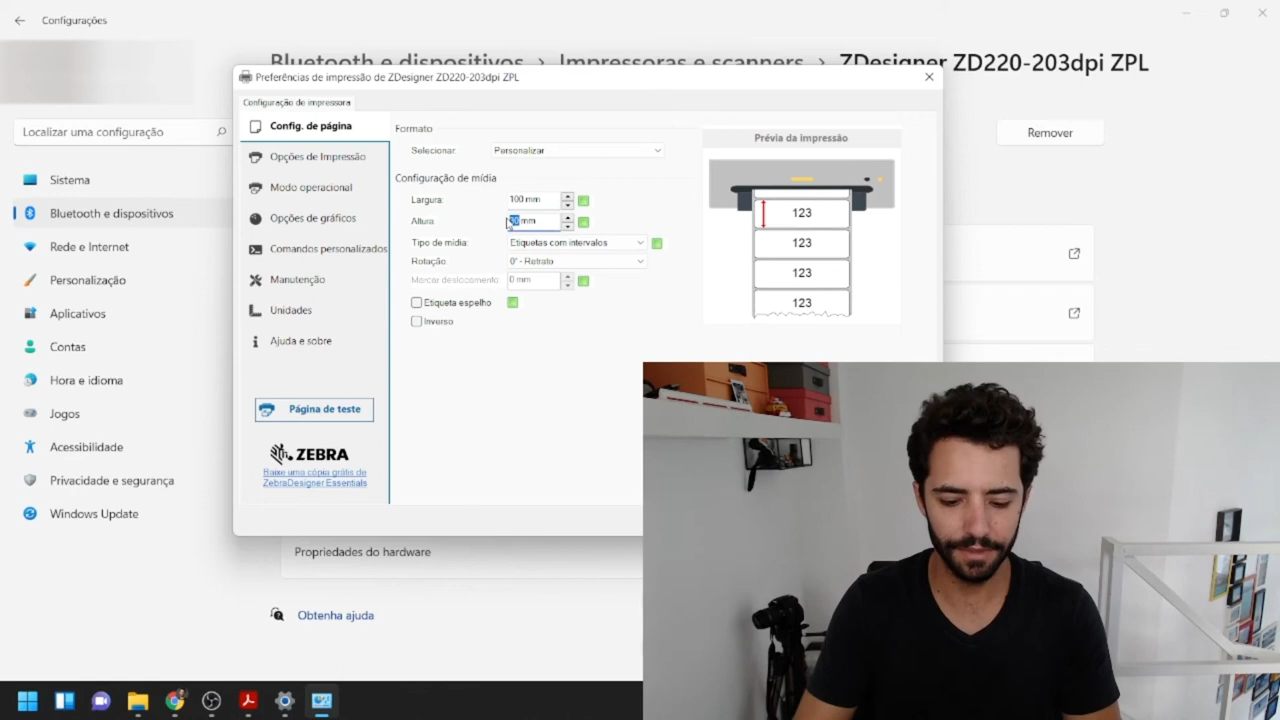 Configurações
Bluetooth e dispositivos > Impressoras e scanners > ZDesigner ZD220-203dpi ZPL
Preferências de impressão de ZDesigner ZD220-203dpi ZPL
Configuração de impressora
Localizar uma configuração
Remover
Sistema
Bluetooth e dispositivos
Rede e Internet
Personalização
Aplicativos
Contas
Hora e idioma
Jogos
Acessibilidade
Privacidade e segurança
Windows Update
Config. de página
Opções de Impressão
Modo operacional
Opções de gráficos
Comandos personalizados
Manutenção
Unidades
Ajuda e sobre
Página de teste
ZEBRA
Baixe uma cópia grátis de
ZebraDesigner Essentials
Formato
Selecionar: Personalizar
Configuração de mídia
Largura: 100 mm
Altura: mm
Tipo de mídia: Etiquetas com intervalos
Rotação: 0° - Retrato
Marcar deslocamento 0 mm
Etiqueta espelho
Inverso
Prévia da impressão
123
123
123
123
Propriedades do hardware
Obtenha ajuda